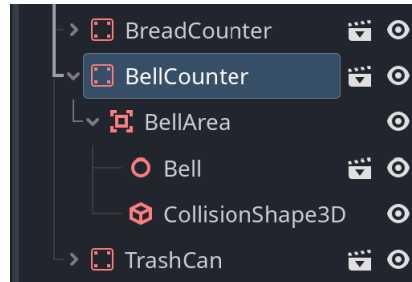 BreadCounter
BellCounter
BellArea
Bell
CollisionShape3D
TrashCan